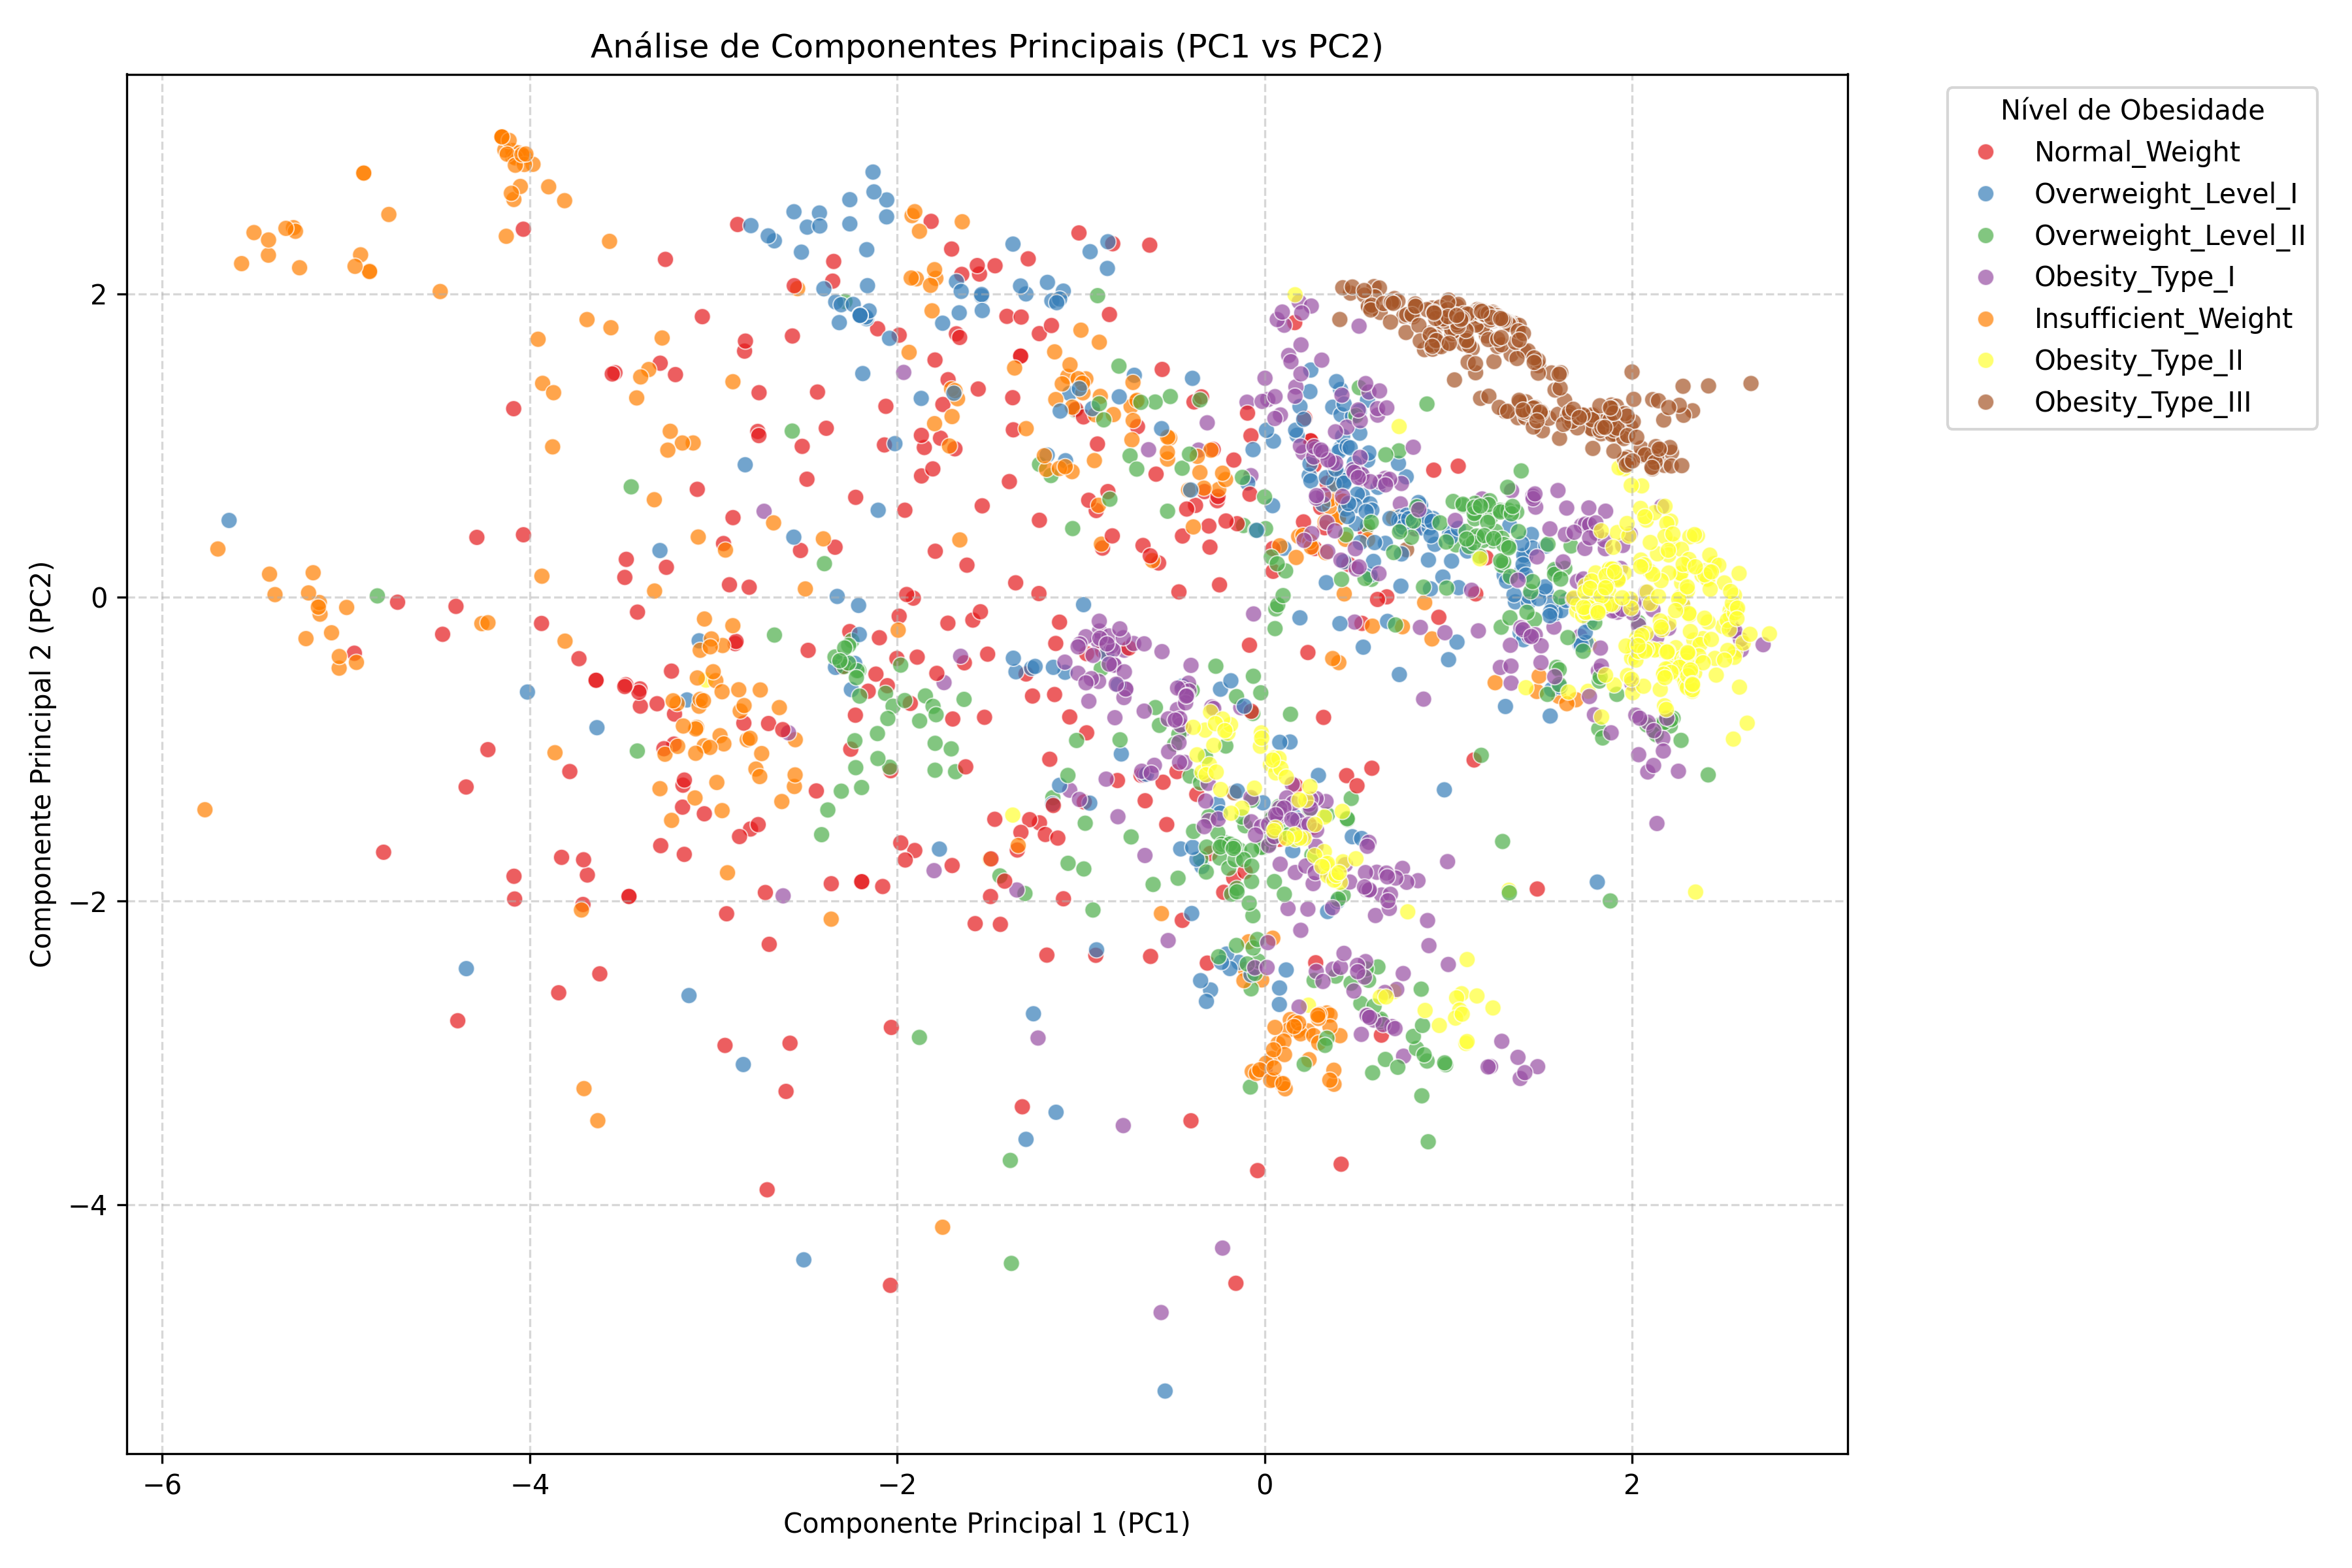 Análise de Componentes Principais (PC1 vs PC2)
Nível de Obesidade
Normal_Weight
Overweight_Level_I
Overweight_Level_II
Obesity_Type_I
Insufficient_Weight
Obesity_Type_II
Obesity_Type_III
Componente Principal 2 (PC2)
2
0
−2
−4
−6
−4
−2
0
2
Componente Principal 1 (PC1)